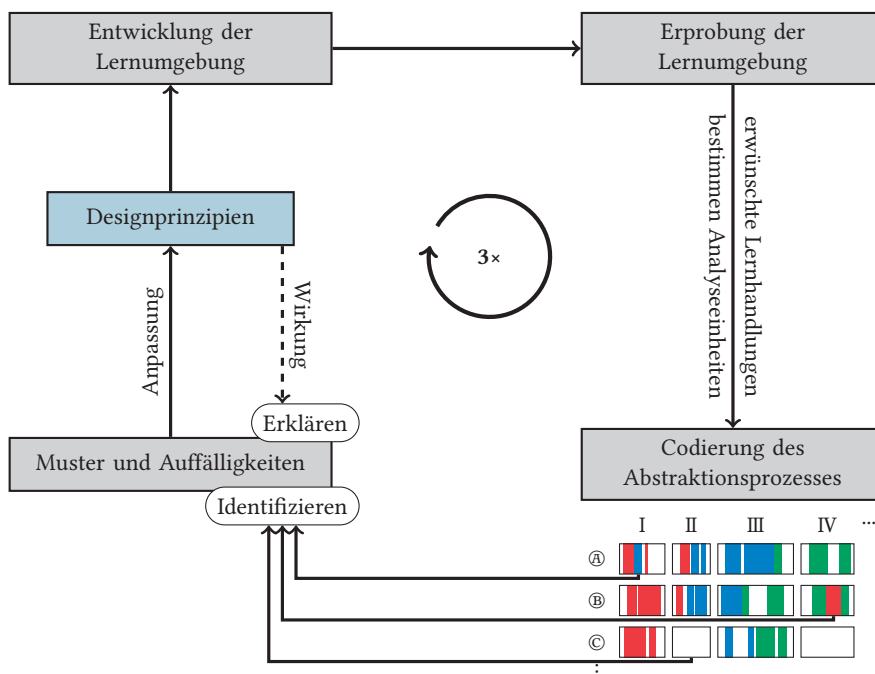 Entwicklung der
Lernumgebung
Erprobung der
Lernumgebung
erwünschte Lernhandlungen
bestimmen Analyseeinheiten
Designprinzipien
3×
Anpassung
Wirkung
Erklären
Muster und Auffälligkeiten
Identifizieren
Codierung des
Abstraktionsprozesses
I II III IV ...
Ⓐ
Ⓑ
Ⓒ
⋮